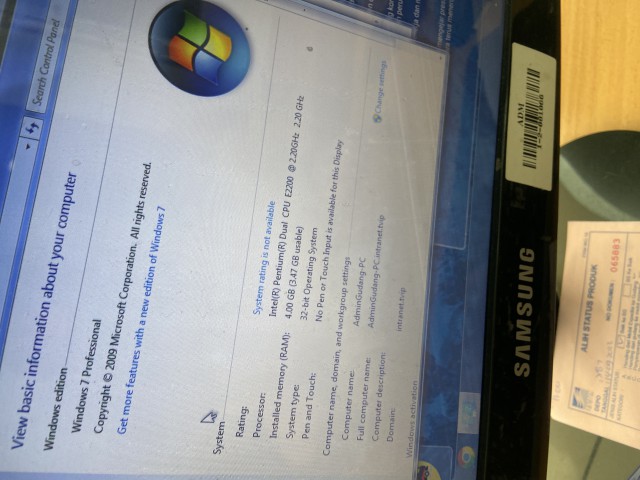 Search Control Panel
View basic information about your computer
Windows edition
Windows 7 Professional
Copyright © 2009 Microsoft Corporation. All rights reserved.
Get more features with a new edition of Windows 7
System
Rating: System rating is not available
Processor: Intel(R) Pentium(R) Dual CPU E2200 @ 2.20GHz 2.20 GHz
Installed memory (RAM): 4.00 GB (3.47 GB usable)
System type: 32-bit Operating System
Pen and Touch: No Pen or Touch Input is available for this Display
Computer name, domain, and workgroup settings
Computer name: AdminGudang-PC
Change settings
Full computer name: AdminGudang-PC.intranet.tvip
Computer description:
Domain: intranet.tvip
Windows activation
SAMSUNG
ADM
ALIH STATUS PRODUK
045883